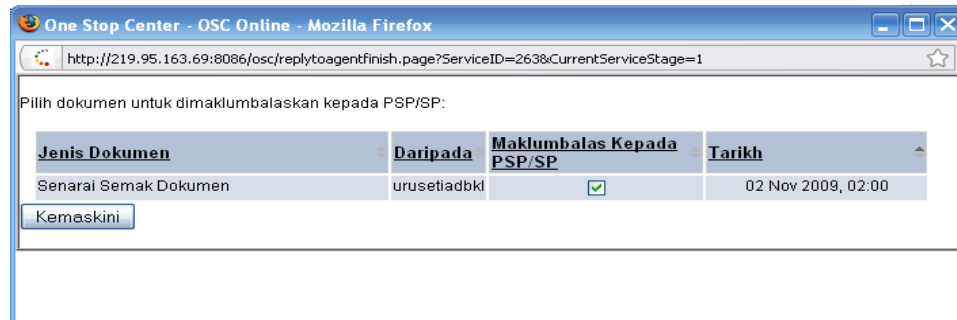 One Stop Center - OSC Online - Mozilla Firefox
http://219.95.163.69:8086/osc/replytoagentfinish.page?ServiceID=263&CurrentServiceStage=1
Pilih dokumen untuk dimaklumbalaskan kepada PSP/SP:
Jenis Dokumen Daripada Maklumbalas Kepada PSP/SP Tarikh
Senarai Semak Dokumen urusetiadbkl 02 Nov 2009, 02:00
Kemaskini